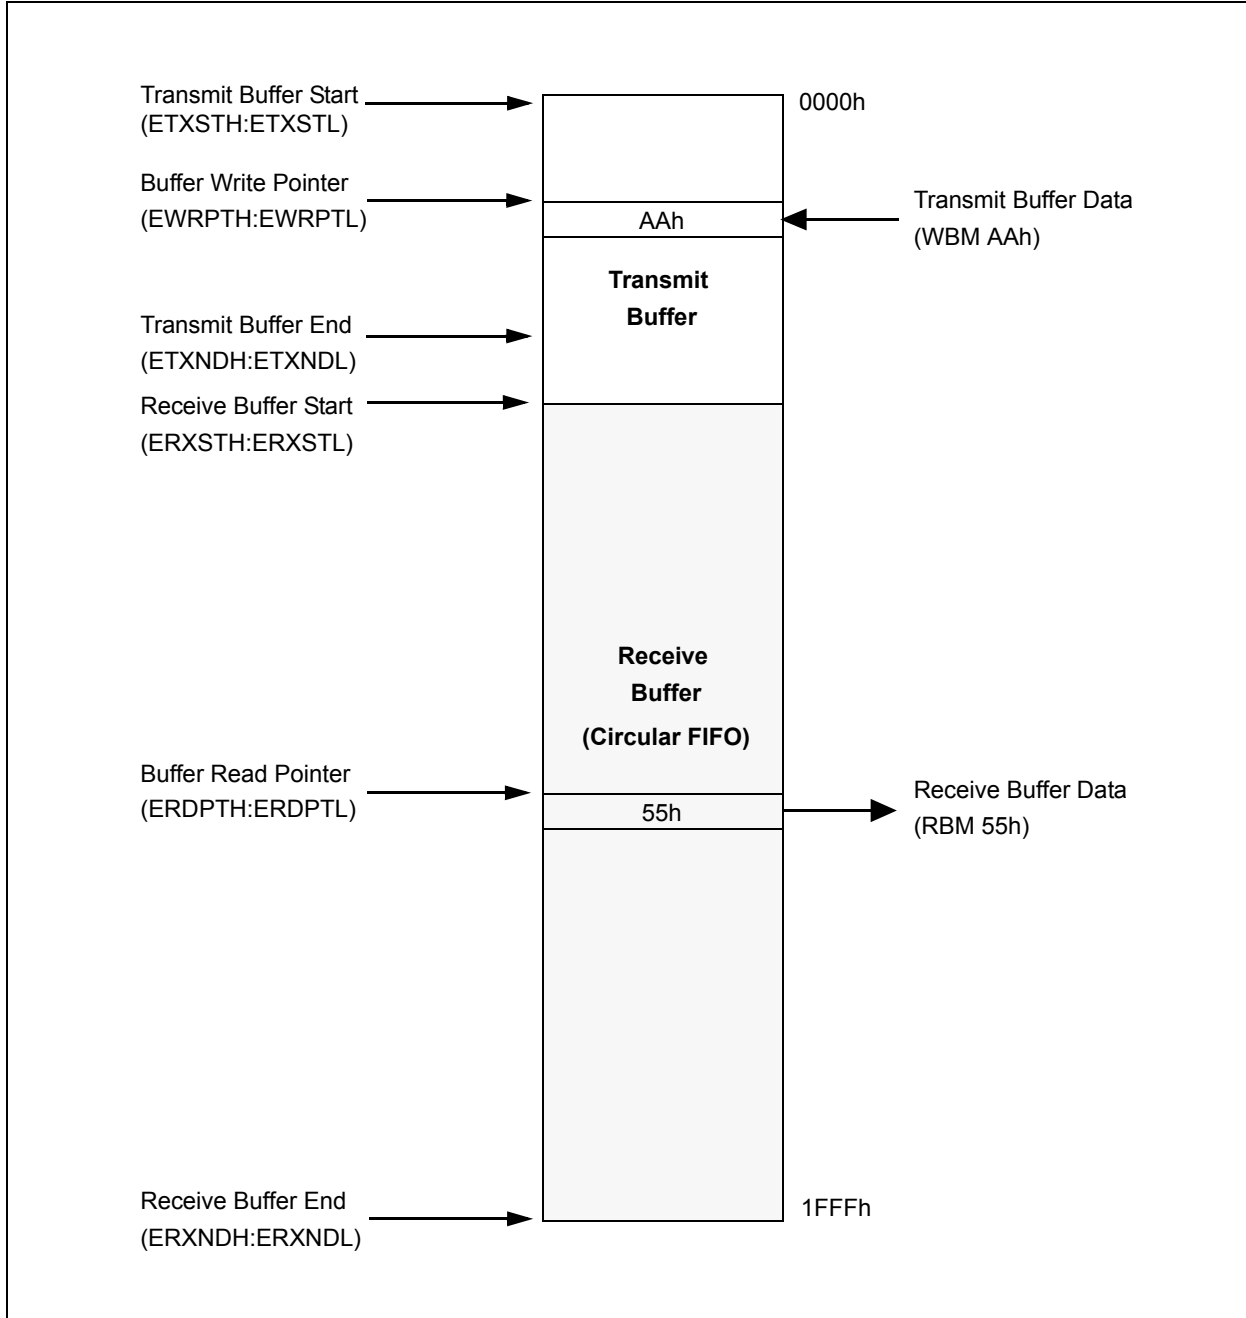 Transmit Buffer Start
(ETXSTH:ETXSTL)
0000h
Buffer Write Pointer
(EWRPTH:EWRPTL)
AAh
Transmit Buffer Data
(WBM AAh)
Transmit
Buffer
Transmit Buffer End
(ETXNDH:ETXNDL)
Receive Buffer Start
(ERXSTH:ERXSTL)
Receive
Buffer
(Circular FIFO)
Buffer Read Pointer
(ERDPTH:ERDPTL)
55h
Receive Buffer Data
(RBM 55h)
Receive Buffer End
(ERXNDH:ERXNDL)
1FFFh